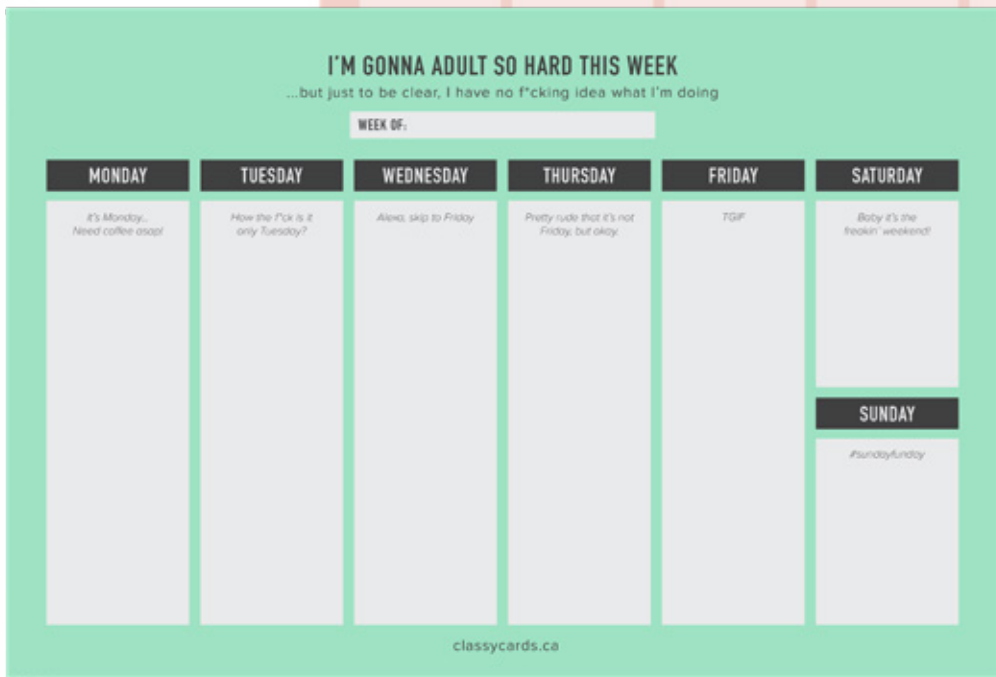 I'M GONNA ADULT SO HARD THIS WEEK
...but just to be clear, I have no f*cking idea what I'm doing
WEEK OF:
MONDAY
It's Monday...
Need coffee asap!
TUESDAY
How the f*ck is it
only Tuesday?
WEDNESDAY
Alexa, skip to Friday
THURSDAY
Pretty rude that it's not
Friday, but okay.
FRIDAY
TGIF
SATURDAY
Baby it's the
freakin' weekend!
SUNDAY
#sundayfunday
classycards.ca